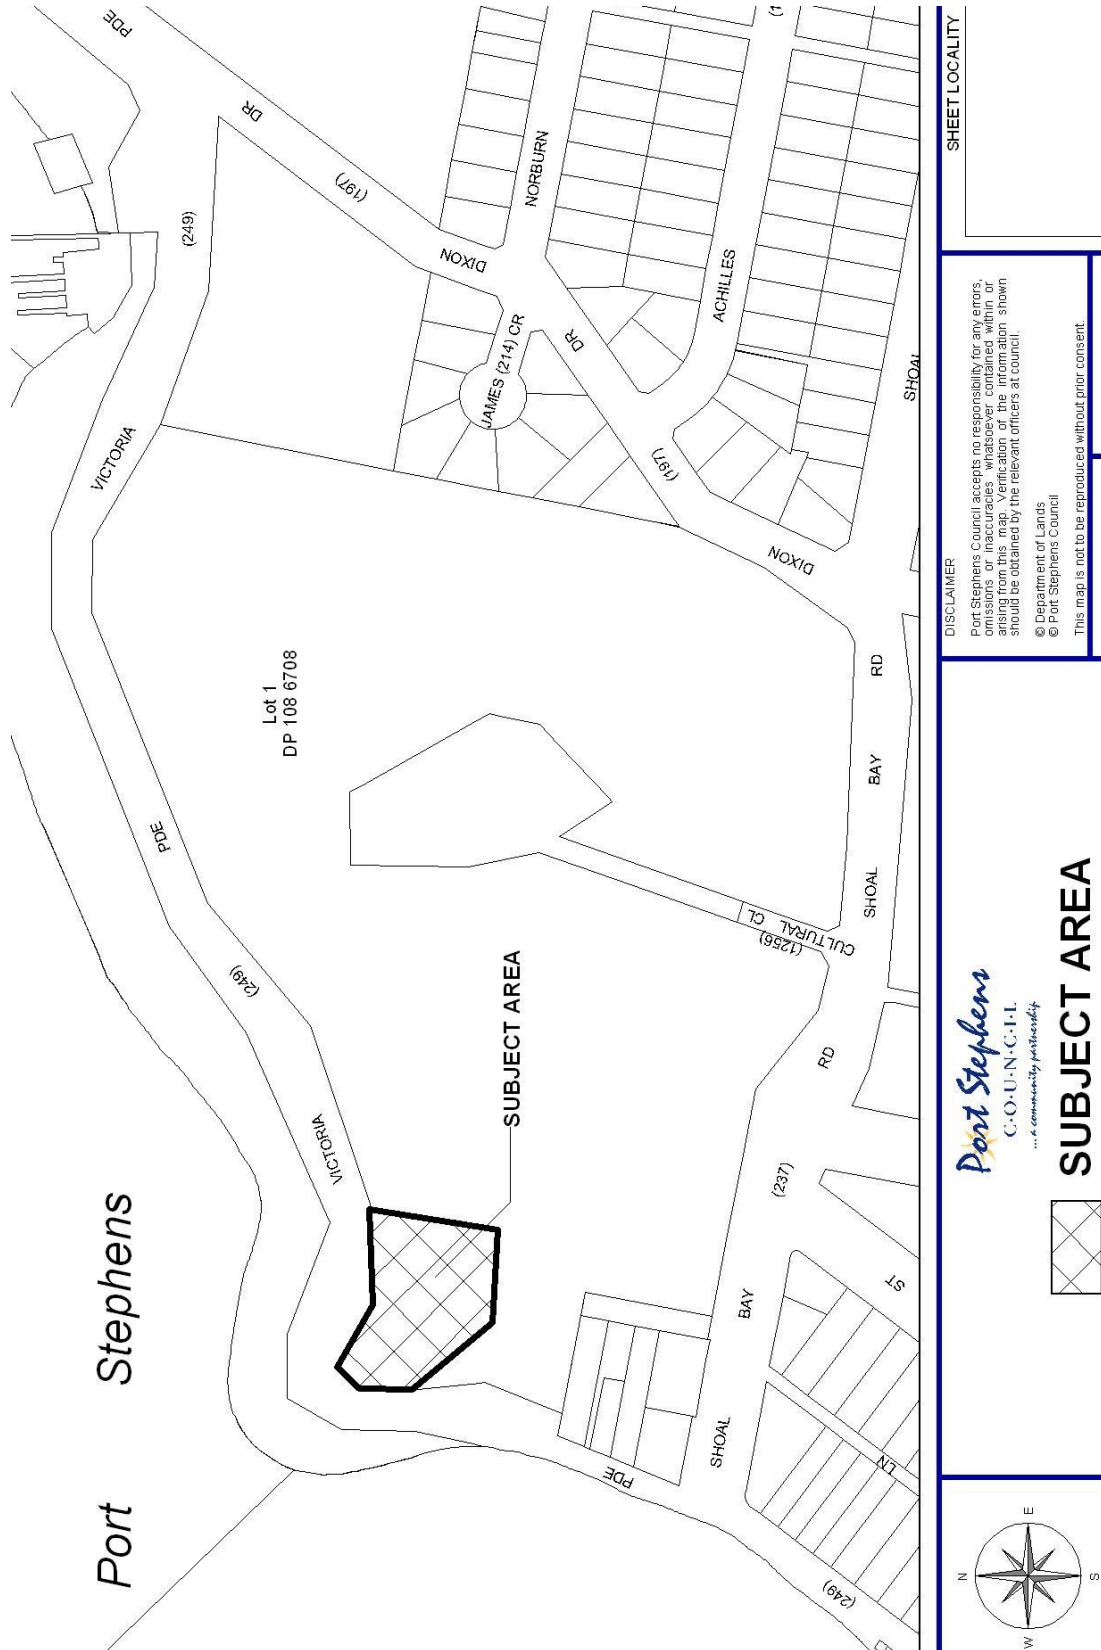 Port Stephens
PDE
DR
(197)
(249)
DIXON
NORBURN
JAMES (214) CR
DR
ACHILLES
(1
VICTORIA
(197)
DIXON
SHOAL
Lot 1
DP 108 6708
PDE
(249)
VICTORIA
SUBJECT AREA
CULTURAL CL
(1256)
RD
BAY
SHOAL
RD
(237)
BAY
SHOAL
ST
LN
PDE
(249)
N
E
S
W
Port Stephens
C·O·U·N·C·I·L
... a community partnership
SUBJECT AREA
DISCLAIMER
Port Stephens Council accepts no responsibility for any errors,
omissions or inaccuracies whatsoever contained within or
arising from this map. Verification of the information shown
should be obtained by the relevant officers at council.
© Department of Lands
© Port Stephens Council
This map is not to be reproduced without prior consent.
SHEET LOCALITY